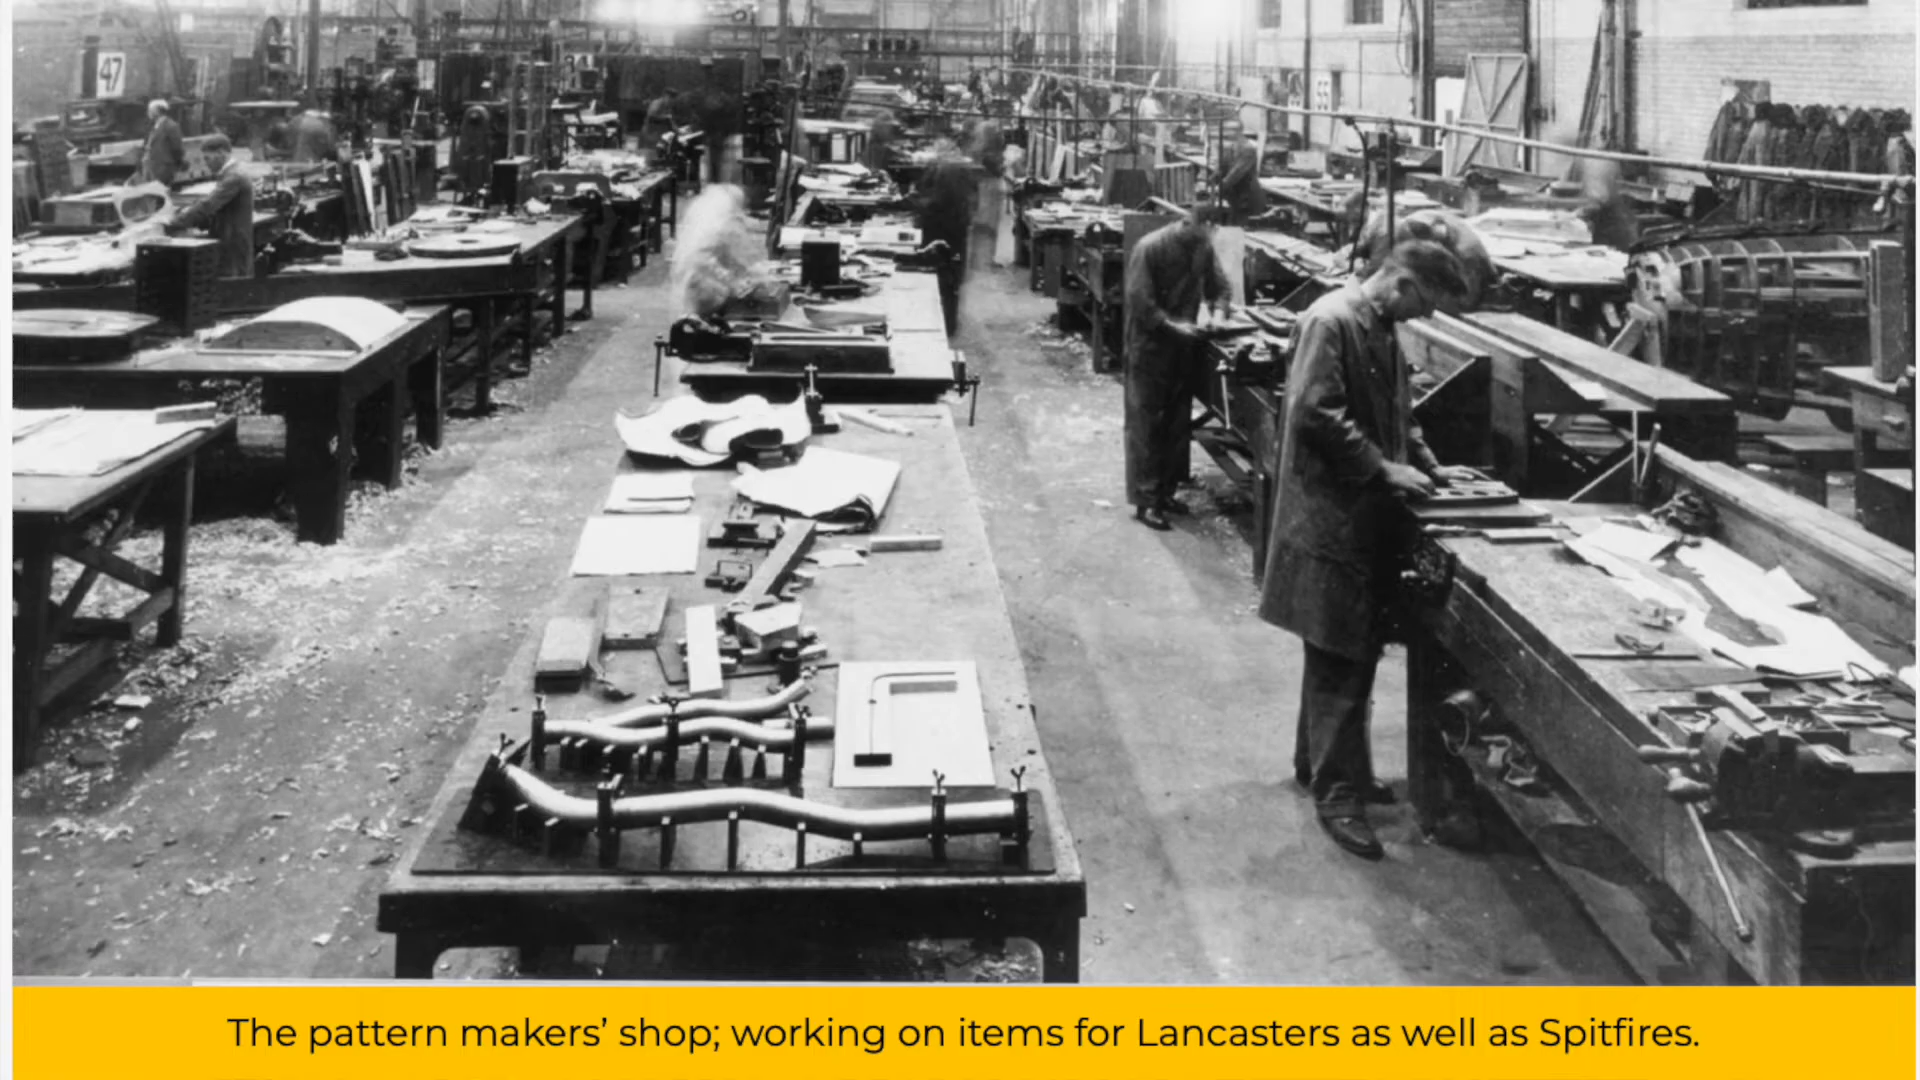 47
55
The pattern makers’ shop; working on items for Lancasters as well as Spitfires.